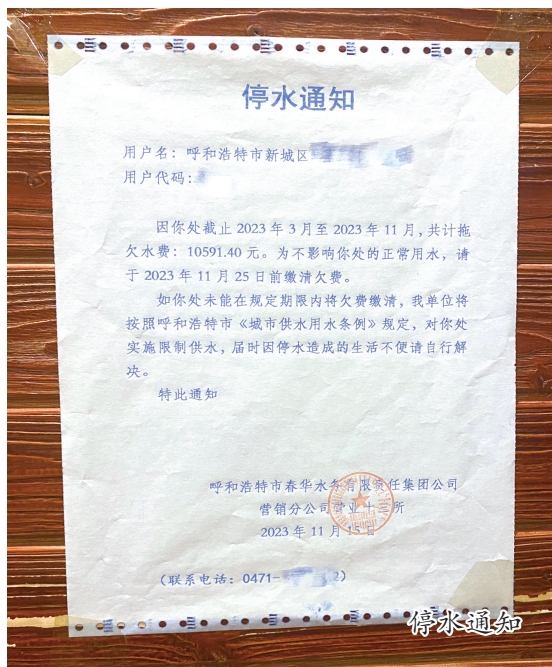 停水通知
用户名：呼和浩特市新城区
用户代码：
因你处截止 2023 年 3 月至 2023 年 11 月，共计拖
欠水费：10591.40 元。为不影响你处的正常用水，请
于 2023 年 11 月 25 日前缴清欠费。
如你处未能在规定期限内将欠费缴清，我单位将
按照呼和浩特市《城市供水用水条例》规定，对你处
实施限制供水，届时因停水造成的生活不便请自行解
决。
特此通知
呼和浩特市春华水务有限责任集团公司
营销分公司营业十 所
2023 年 11 月 15 日
（联系电话：0471- 2）
停水通知